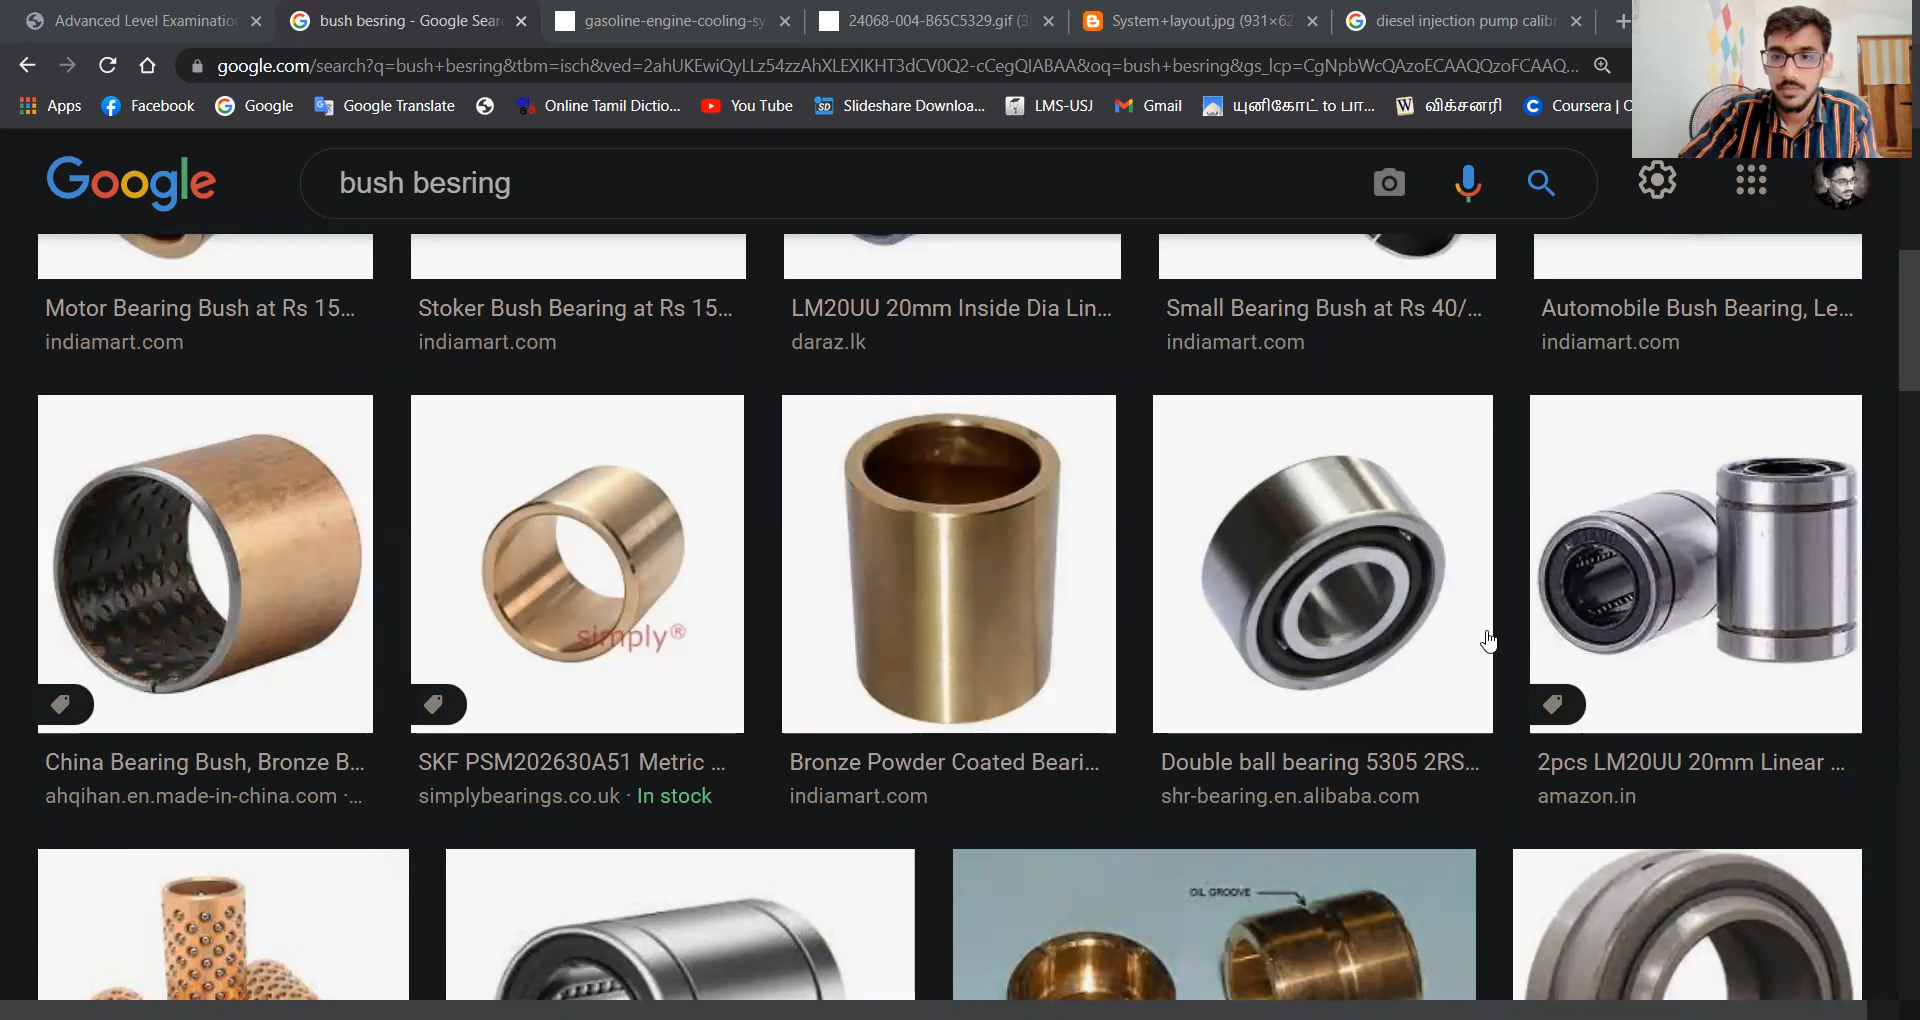 Advanced Level Examinatio
bush besring - Google Sear
gasoline-engine-cooling-sy
24068-004-B65C5329.gif (3
System+layout.jpg (931×62
diesel injection pump calib
google.com/search?q=bush+besring&tbm=isch&ved=2ahUKEwiQyLLz54zzAhXLEXIKHT3dCV0Q2-cCegQIABAA&oq=bush+besring&gs_lcp=CgNpbWcQAzoECAAQQzoFCAAQ...
Apps
Facebook
Google
Google Translate
Online Tamil Dictio...
You Tube
Slideshare Downloa...
LMS-USJ
Gmail
யுனிகோட் to பா...
விக்சனரி
Coursera | O
Google
bush besring
Motor Bearing Bush at Rs 15...
indiamart.com
Stoker Bush Bearing at Rs 15...
indiamart.com
LM20UU 20mm Inside Dia Lin...
daraz.lk
Small Bearing Bush at Rs 40/...
indiamart.com
Automobile Bush Bearing, Le...
indiamart.com
simply®
China Bearing Bush, Bronze B...
ahqihan.en.made-in-china.com ·...
SKF PSM202630A51 Metric ...
simplybearings.co.uk · In stock
Bronze Powder Coated Beari...
indiamart.com
Double ball bearing 5305 2RS...
shr-bearing.en.alibaba.com
2pcs LM20UU 20mm Linear ...
amazon.in
OIL GROOVE